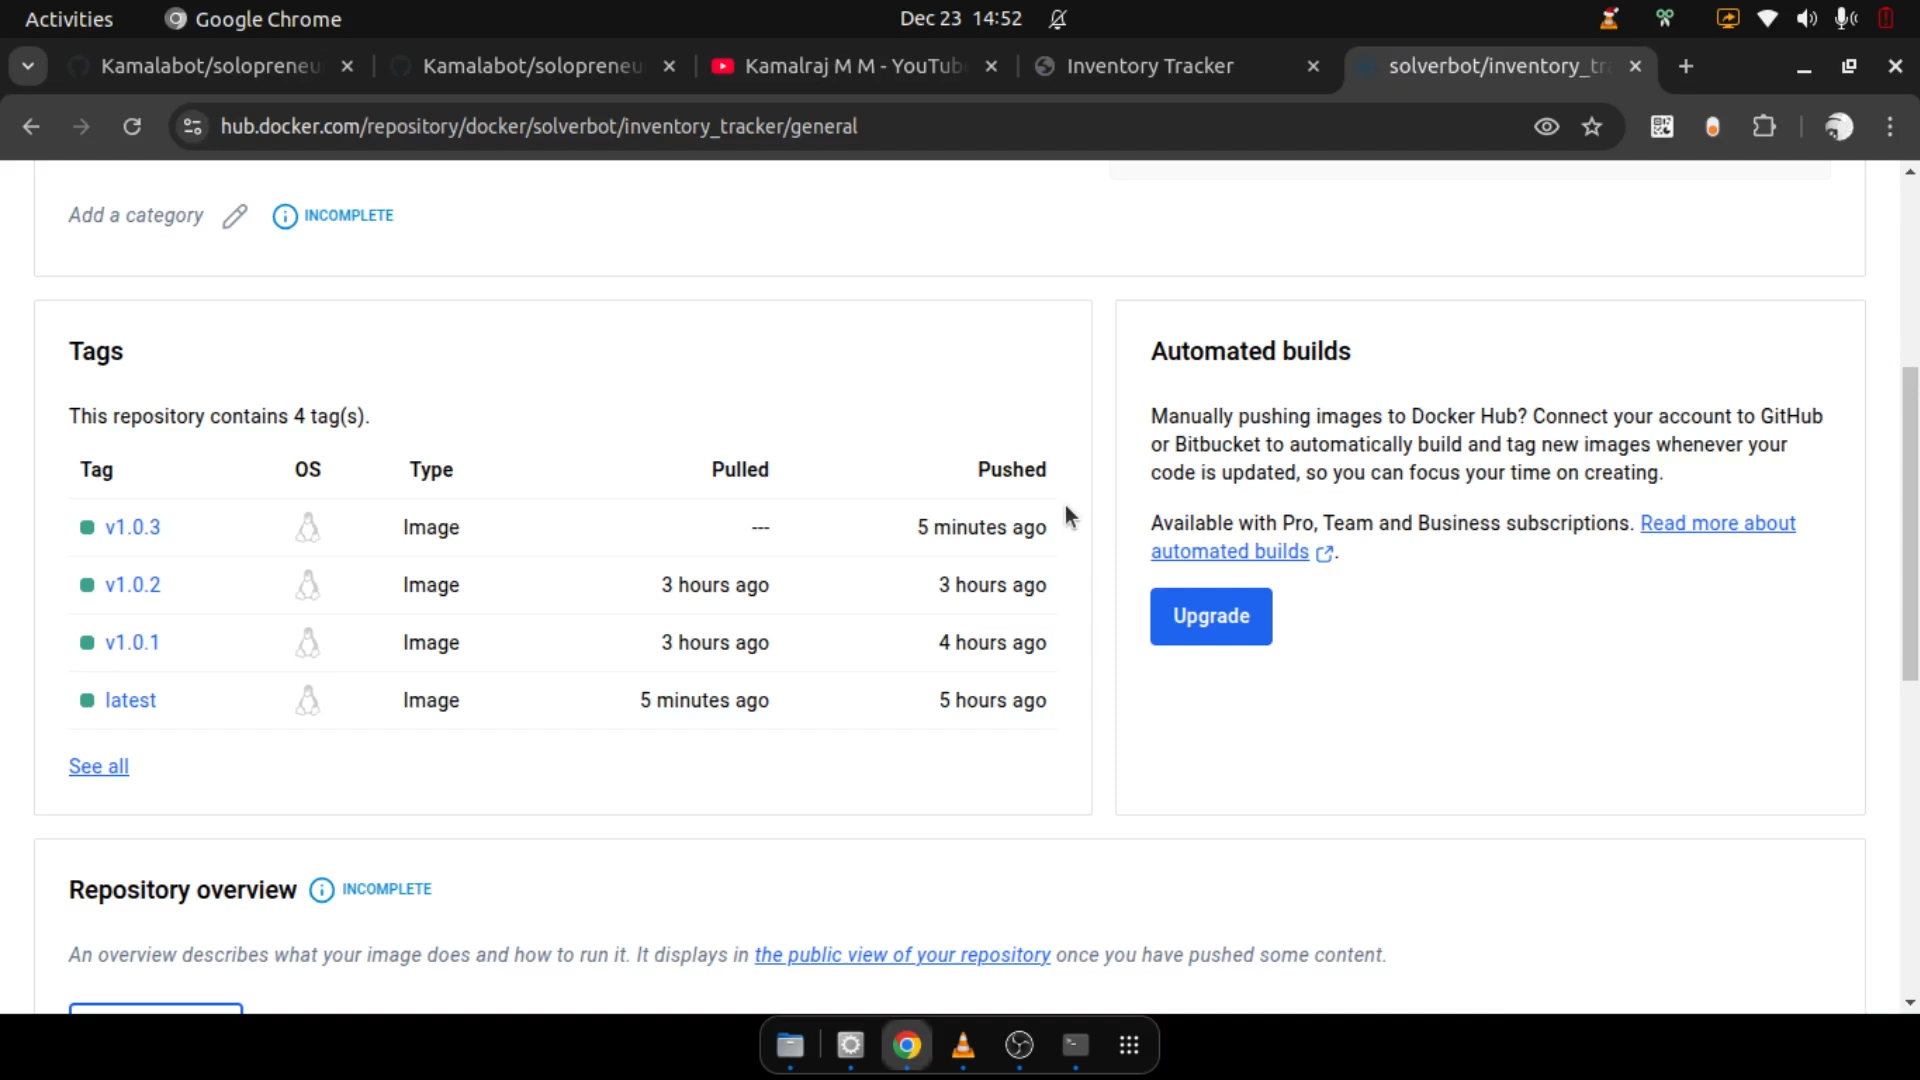 Activities
Google Chrome
Dec 23 14:52
Kamalabot/solopreneu
Kamalabot/solopreneu
Kamalraj M M - YouTub
Inventory Tracker
solverbot/inventory_tr
hub.docker.com/repository/docker/solverbot/inventory_tracker/general
Add a category
INCOMPLETE
Tags
This repository contains 4 tag(s).
Tag OS Type Pulled Pushed
v1.0.3 Image --- 5 minutes ago
v1.0.2 Image 3 hours ago 3 hours ago
v1.0.1 Image 3 hours ago 4 hours ago
latest Image 5 minutes ago 5 hours ago
See all
Automated builds
Manually pushing images to Docker Hub? Connect your account to GitHub
or Bitbucket to automatically build and tag new images whenever your
code is updated, so you can focus your time on creating.
Available with Pro, Team and Business subscriptions. Read more about
automated builds .
Upgrade
Repository overview INCOMPLETE
An overview describes what your image does and how to run it. It displays in the public view of your repository once you have pushed some content.